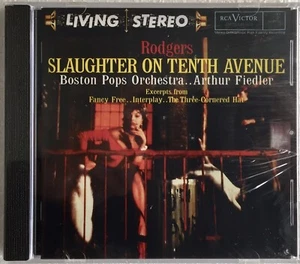 LIVING STEREO
RCA VICTOR
Rodgers
SLAUGHTER ON TENTH AVENUE
Boston Pops Orchestra..Arthur Fiedler
Excerpts from
Fancy Free..Interplay..The Three-Cornered Hat